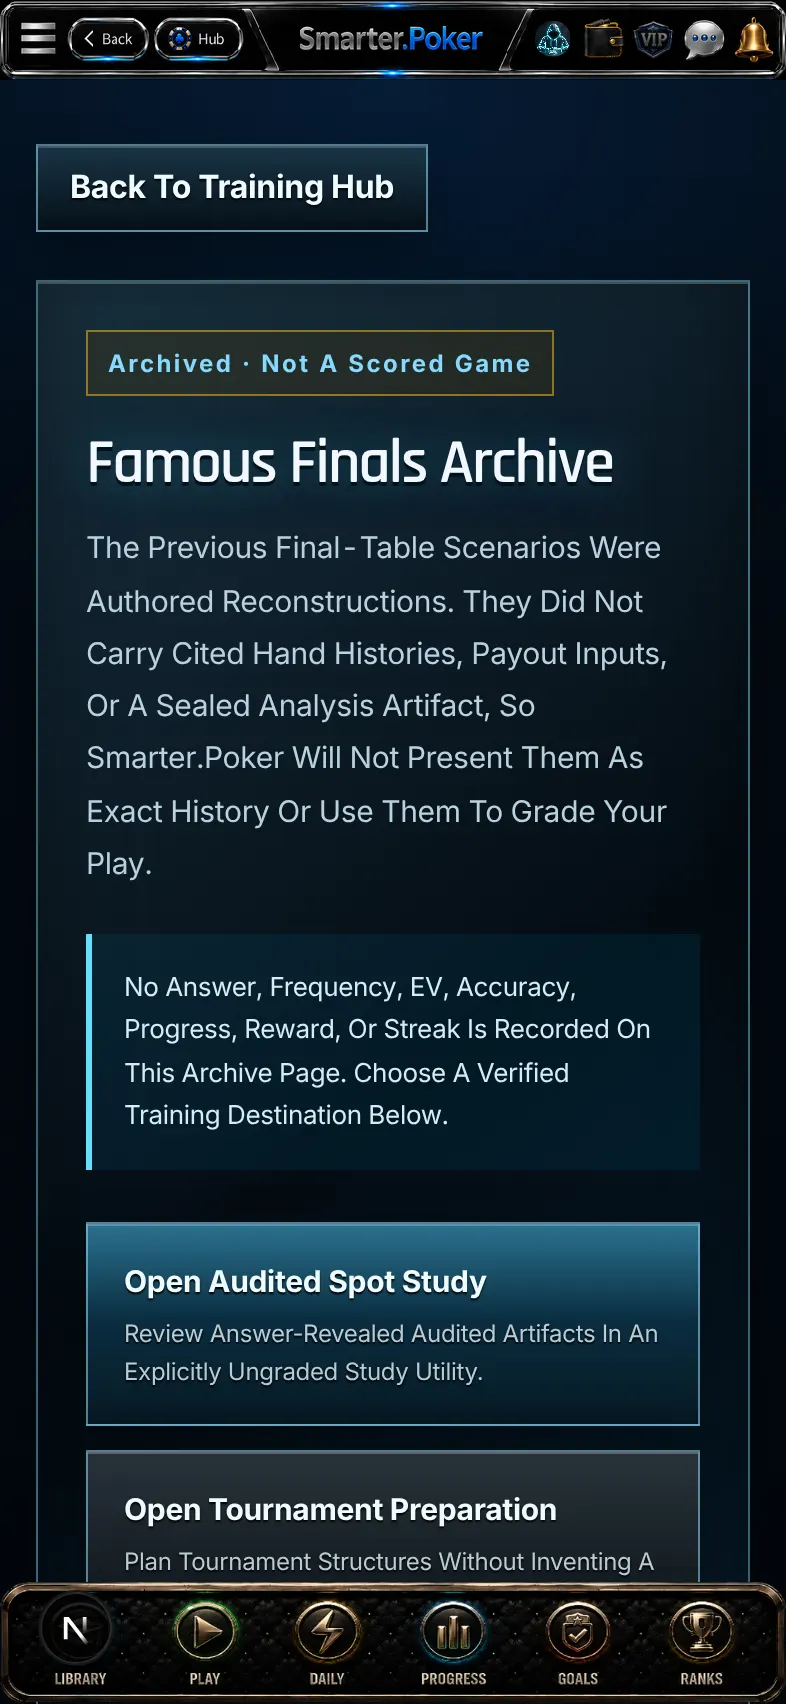 Back
Hub
Smarter.Poker
VIP
Back To Training Hub
Archived · Not A Scored Game
Famous Finals Archive
The Previous Final-Table Scenarios Were
Authored Reconstructions. They Did Not
Carry Cited Hand Histories, Payout Inputs,
Or A Sealed Analysis Artifact, So
Smarter.Poker Will Not Present Them As
Exact History Or Use Them To Grade Your
Play.
No Answer, Frequency, EV, Accuracy,
Progress, Reward, Or Streak Is Recorded On
This Archive Page. Choose A Verified
Training Destination Below.
Open Audited Spot Study
Review Answer-Revealed Audited Artifacts In An
Explicitly Ungraded Study Utility.
Open Tournament Preparation
Plan Tournament Structures Without Inventing A
N
LIBRARY
PLAY
DAILY
PROGRESS
GOALS
RANKS